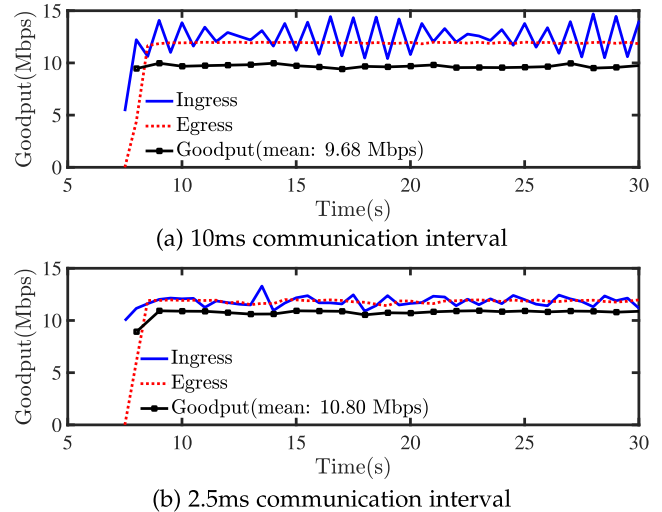 15
10
5
0
Goodput(Mbps)
Ingress
Egress
Goodput(mean: 9.68 Mbps)
5 10 15 20 25 30
Time(s)
(a) 10ms communication interval
15
10
5
0
Goodput(Mbps)
Ingress
Egress
Goodput(mean: 10.80 Mbps)
5 10 15 20 25 30
Time(s)
(b) 2.5ms communication interval